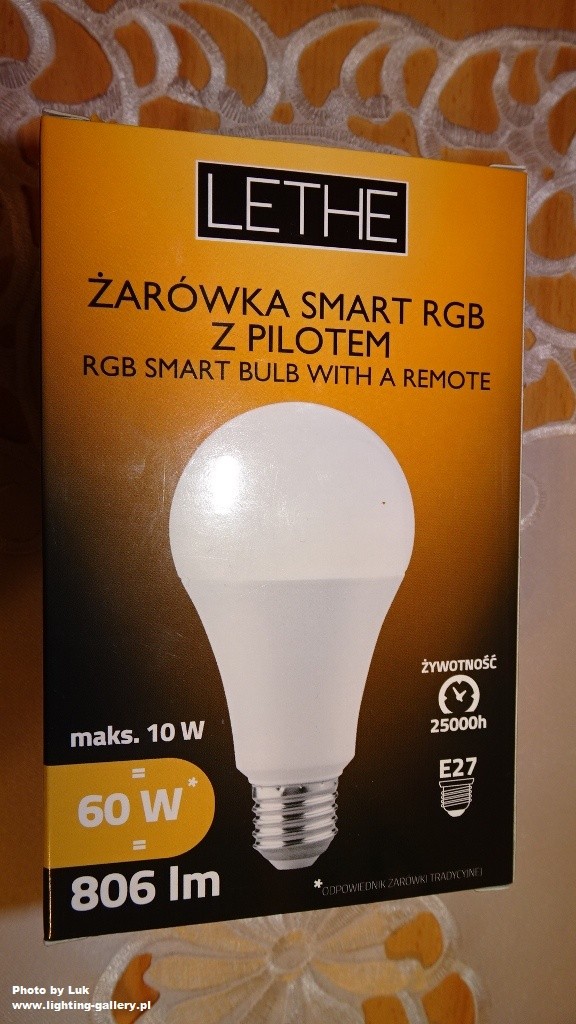 LETHE
ŻARÓWKA SMART RGB
Z PILOTEM
RGB SMART BULB WITH A REMOTE
ŻYWOTNOŚĆ
25000h
E27
maks. 10 W
=
60 W*
=
806 lm
*ODPOWIEDNIK ŻARÓWKI TRADYCYJNEJ
Photo by Luk
www.lighting-gallery.pl